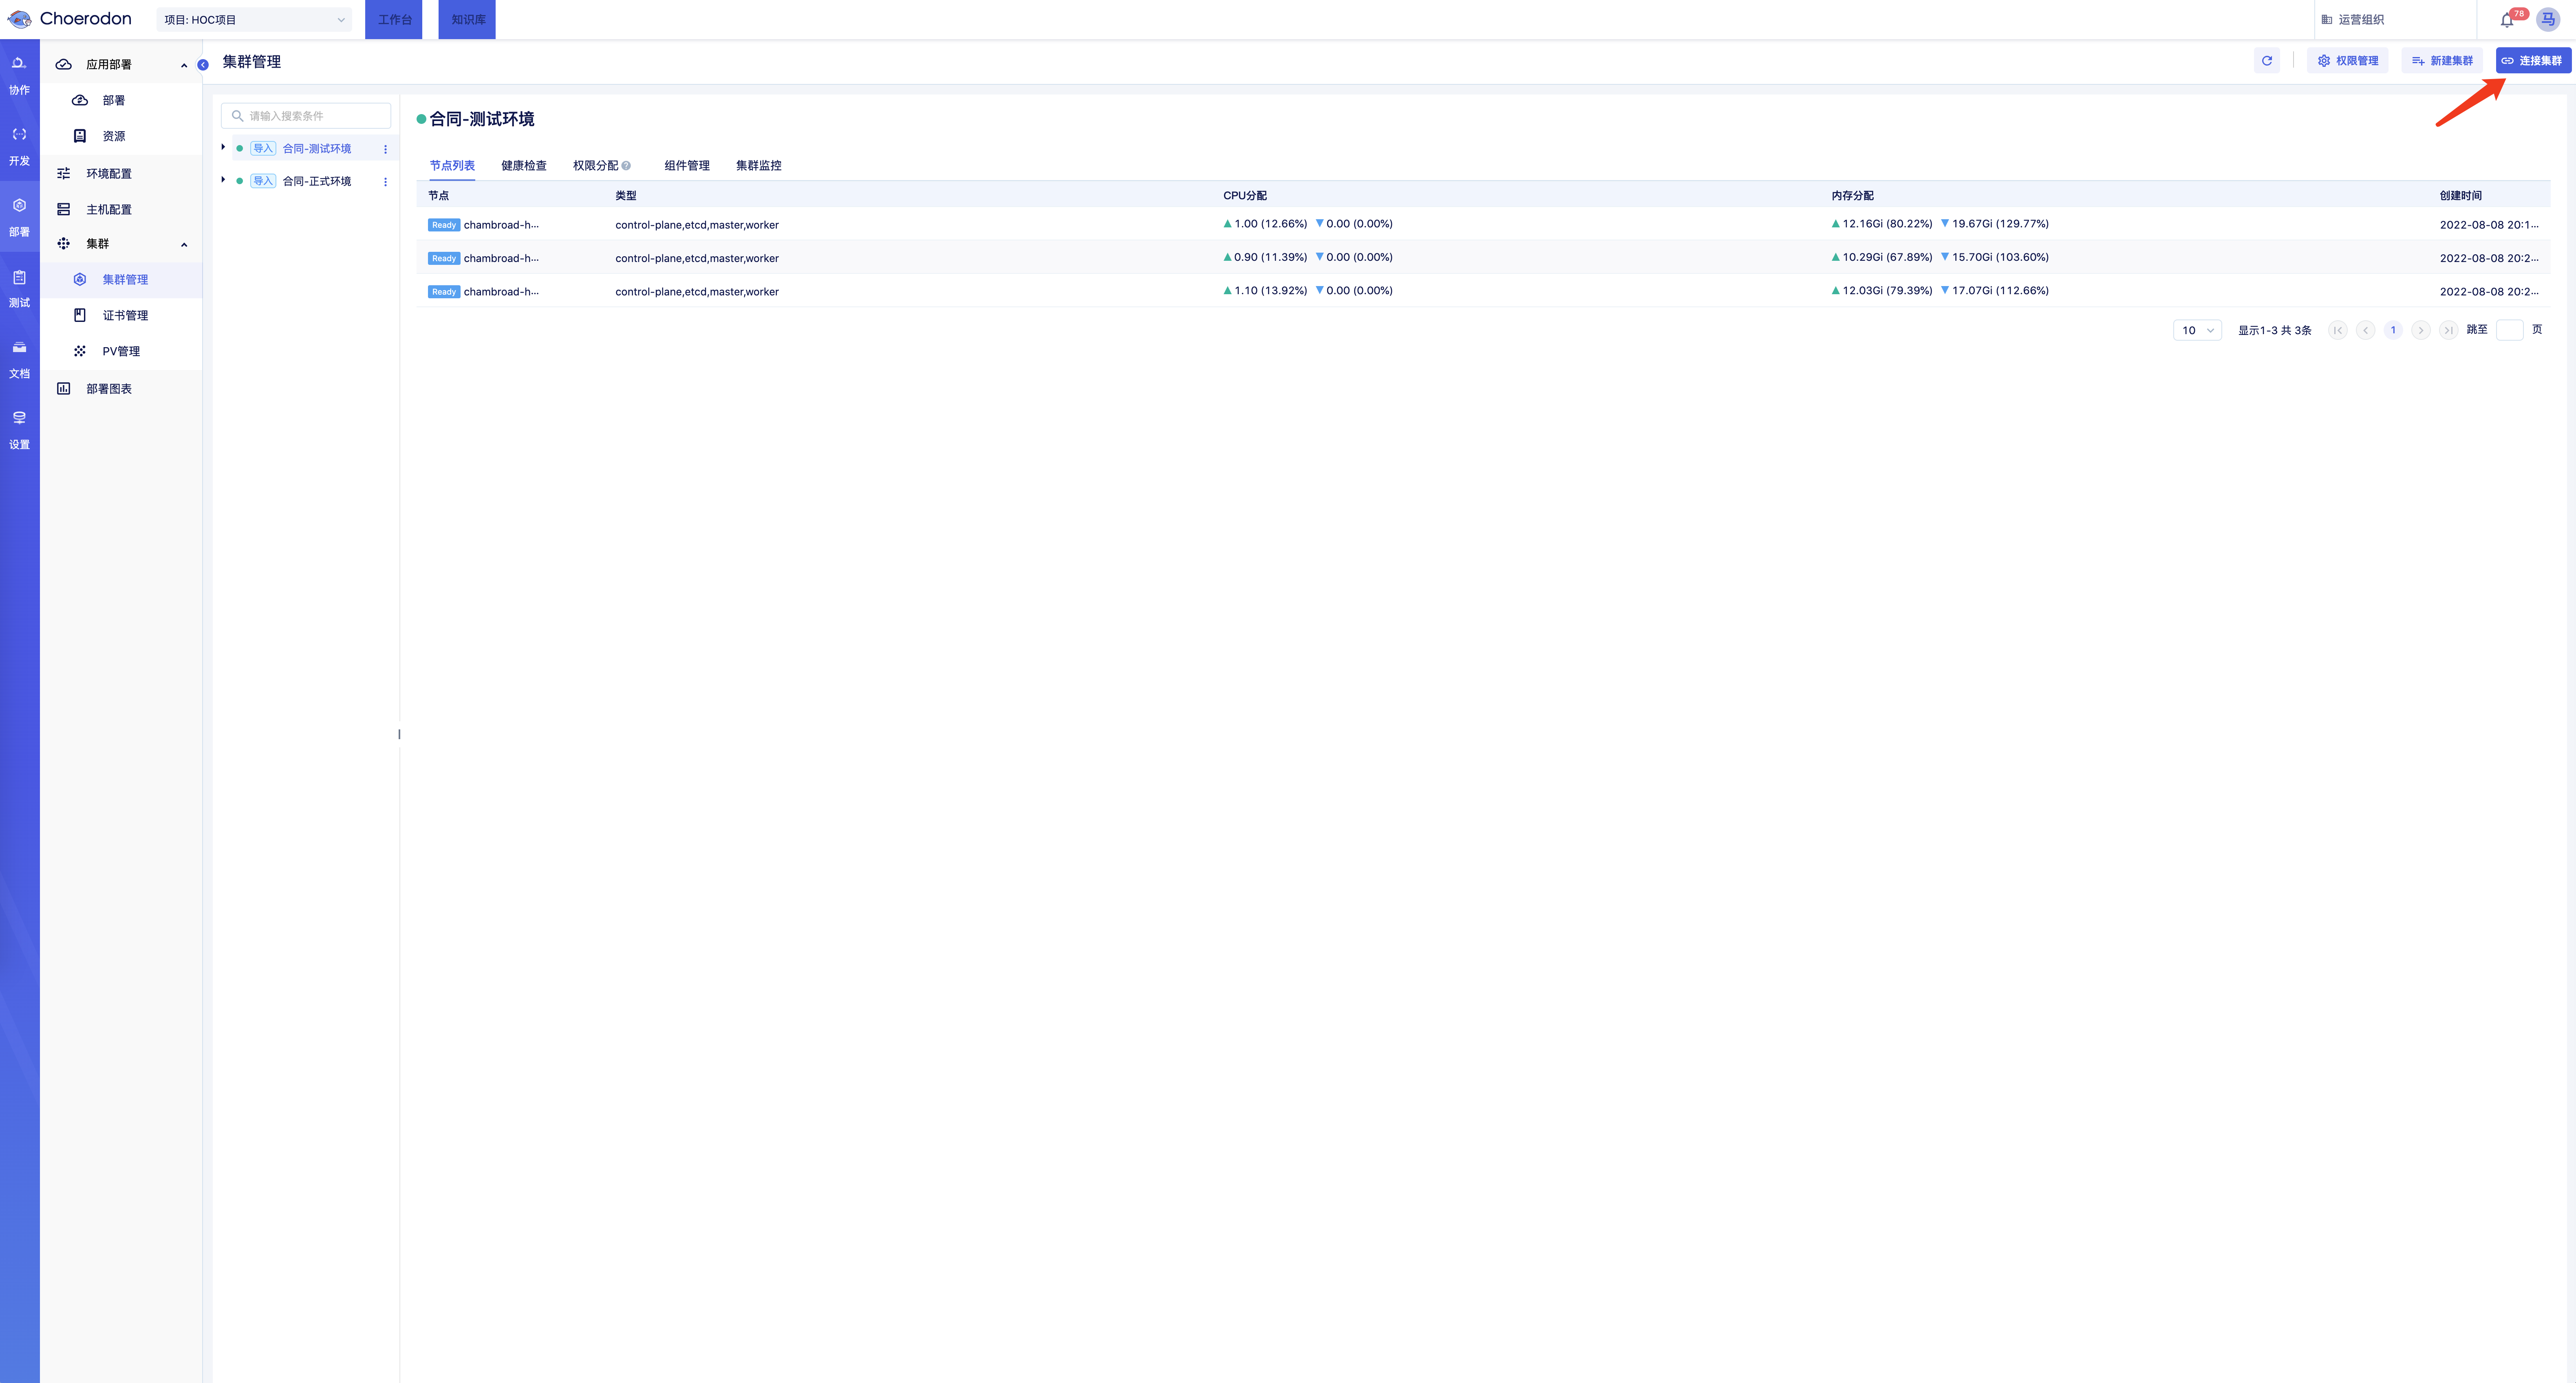 Choerodon
项目: HOC项目
工作台
知识库
运营组织
78
马
协作
开发
部署
测试
文档
设置
应用部署
部署
资源
环境配置
主机配置
集群
集群管理
证书管理
PV管理
部署图表
集群管理
权限管理
新建集群
连接集群
请输入搜索条件
导入 合同-测试环境
导入 合同-正式环境
合同-测试环境
节点列表 健康检查 权限分配 组件管理 集群监控
节点 类型 CPU分配 内存分配 创建时间
Ready chambroad-h... control-plane,etcd,master,worker 1.00 (12.66%) 0.00 (0.00%) 12.16Gi (80.22%) 19.67Gi (129.77%) 2022-08-08 20:1...
Ready chambroad-h... control-plane,etcd,master,worker 0.90 (11.39%) 0.00 (0.00%) 10.29Gi (67.89%) 15.70Gi (103.60%) 2022-08-08 20:2...
Ready chambroad-h... control-plane,etcd,master,worker 1.10 (13.92%) 0.00 (0.00%) 12.03Gi (79.39%) 17.07Gi (112.66%) 2022-08-08 20:2...
10 显示1-3 共 3条 1 跳至 页